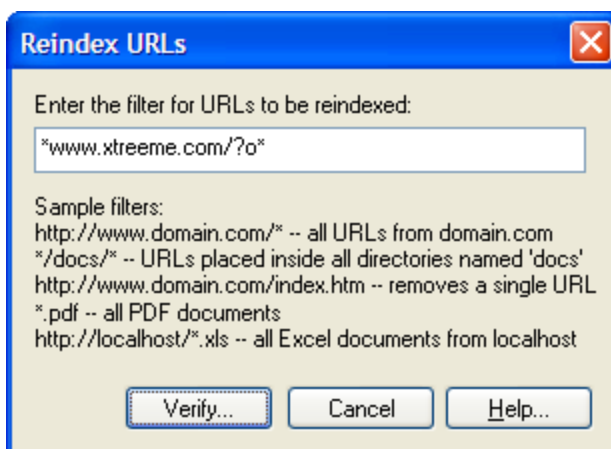 Reindex URLs
Enter the filter for URLs to be reindexed:
*www.xtreeme.com/?o*
Sample filters:
http://www.domain.com/* -- all URLs from domain.com
*/docs/* -- URLs placed inside all directories named 'docs'
http://www.domain.com/index.htm -- removes a single URL
*.pdf -- all PDF documents
http://localhost/*.xls -- all Excel documents from localhost
Verify... Cancel Help...